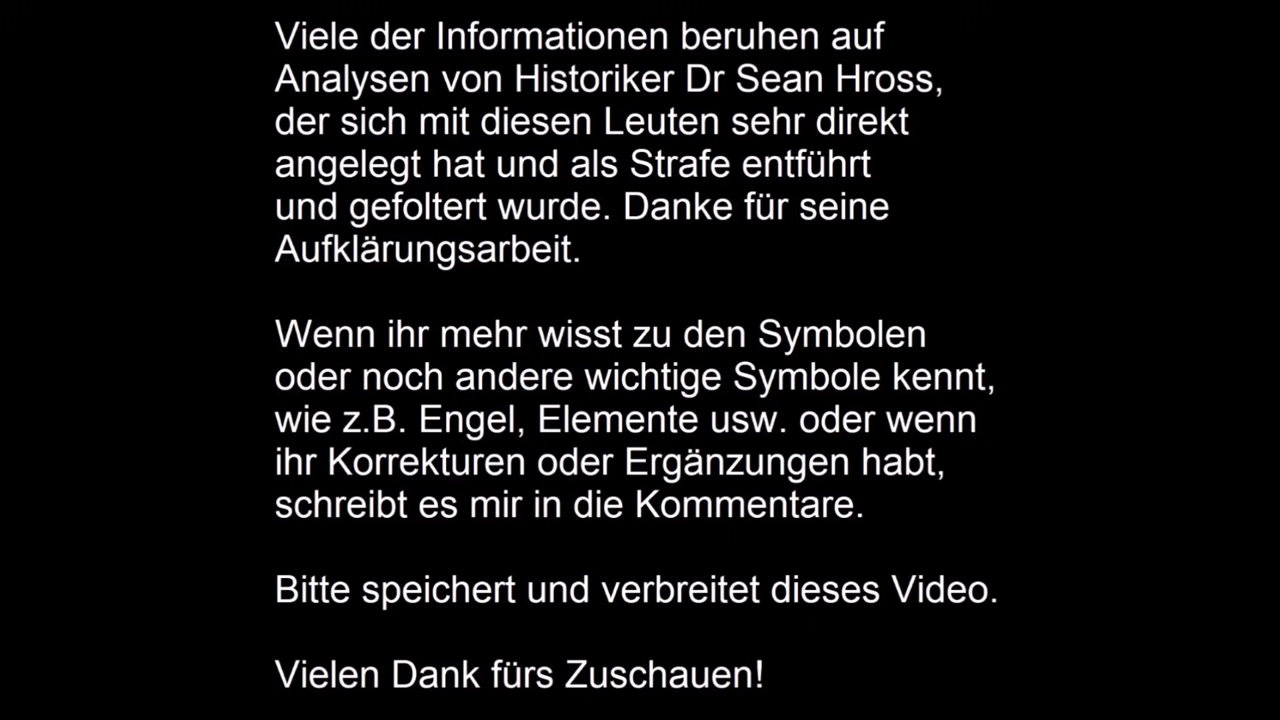 Viele der Informationen beruhen auf
Analysen von Historiker Dr Sean Hross,
der sich mit diesen Leuten sehr direkt
angelegt hat und als Strafe entführt
und gefoltert wurde. Danke für seine
Aufklärungsarbeit.
Wenn ihr mehr wisst zu den Symbolen
oder noch andere wichtige Symbole kennt,
wie z.B. Engel, Elemente usw. oder wenn
ihr Korrekturen oder Ergänzungen habt,
schreibt es mir in die Kommentare.
Bitte speichert und verbreitet dieses Video.
Vielen Dank fürs Zuschauen!